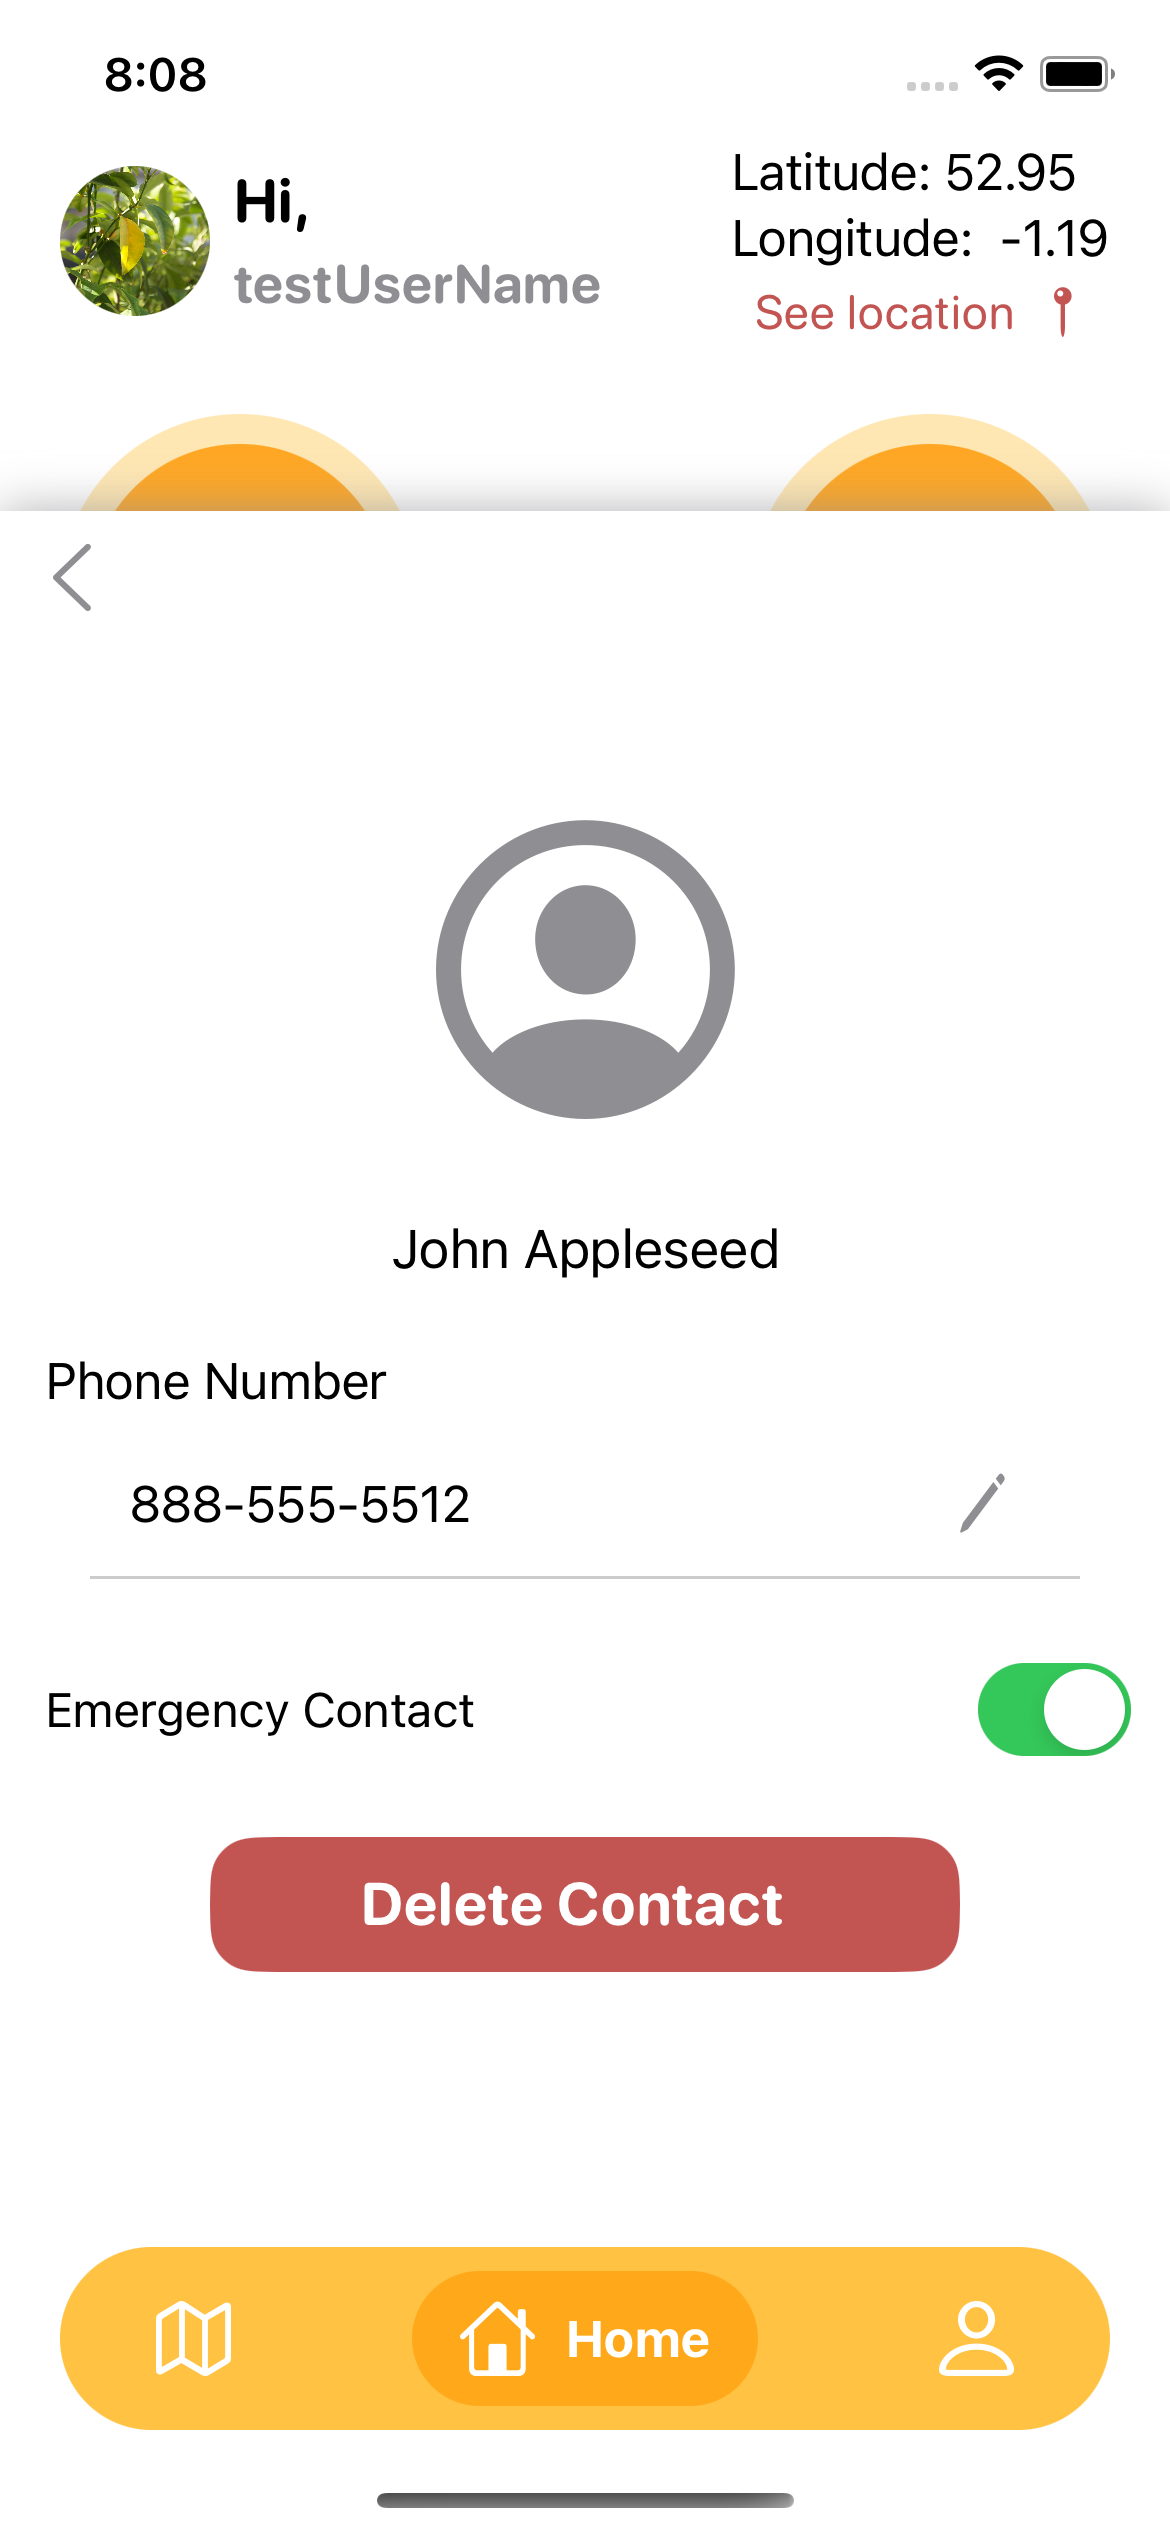 8:08
Hi,
testUserName
Latitude: 52.95
Longitude: -1.19
See location
John Appleseed
Phone Number
888-555-5512
Emergency Contact
Delete Contact
Home